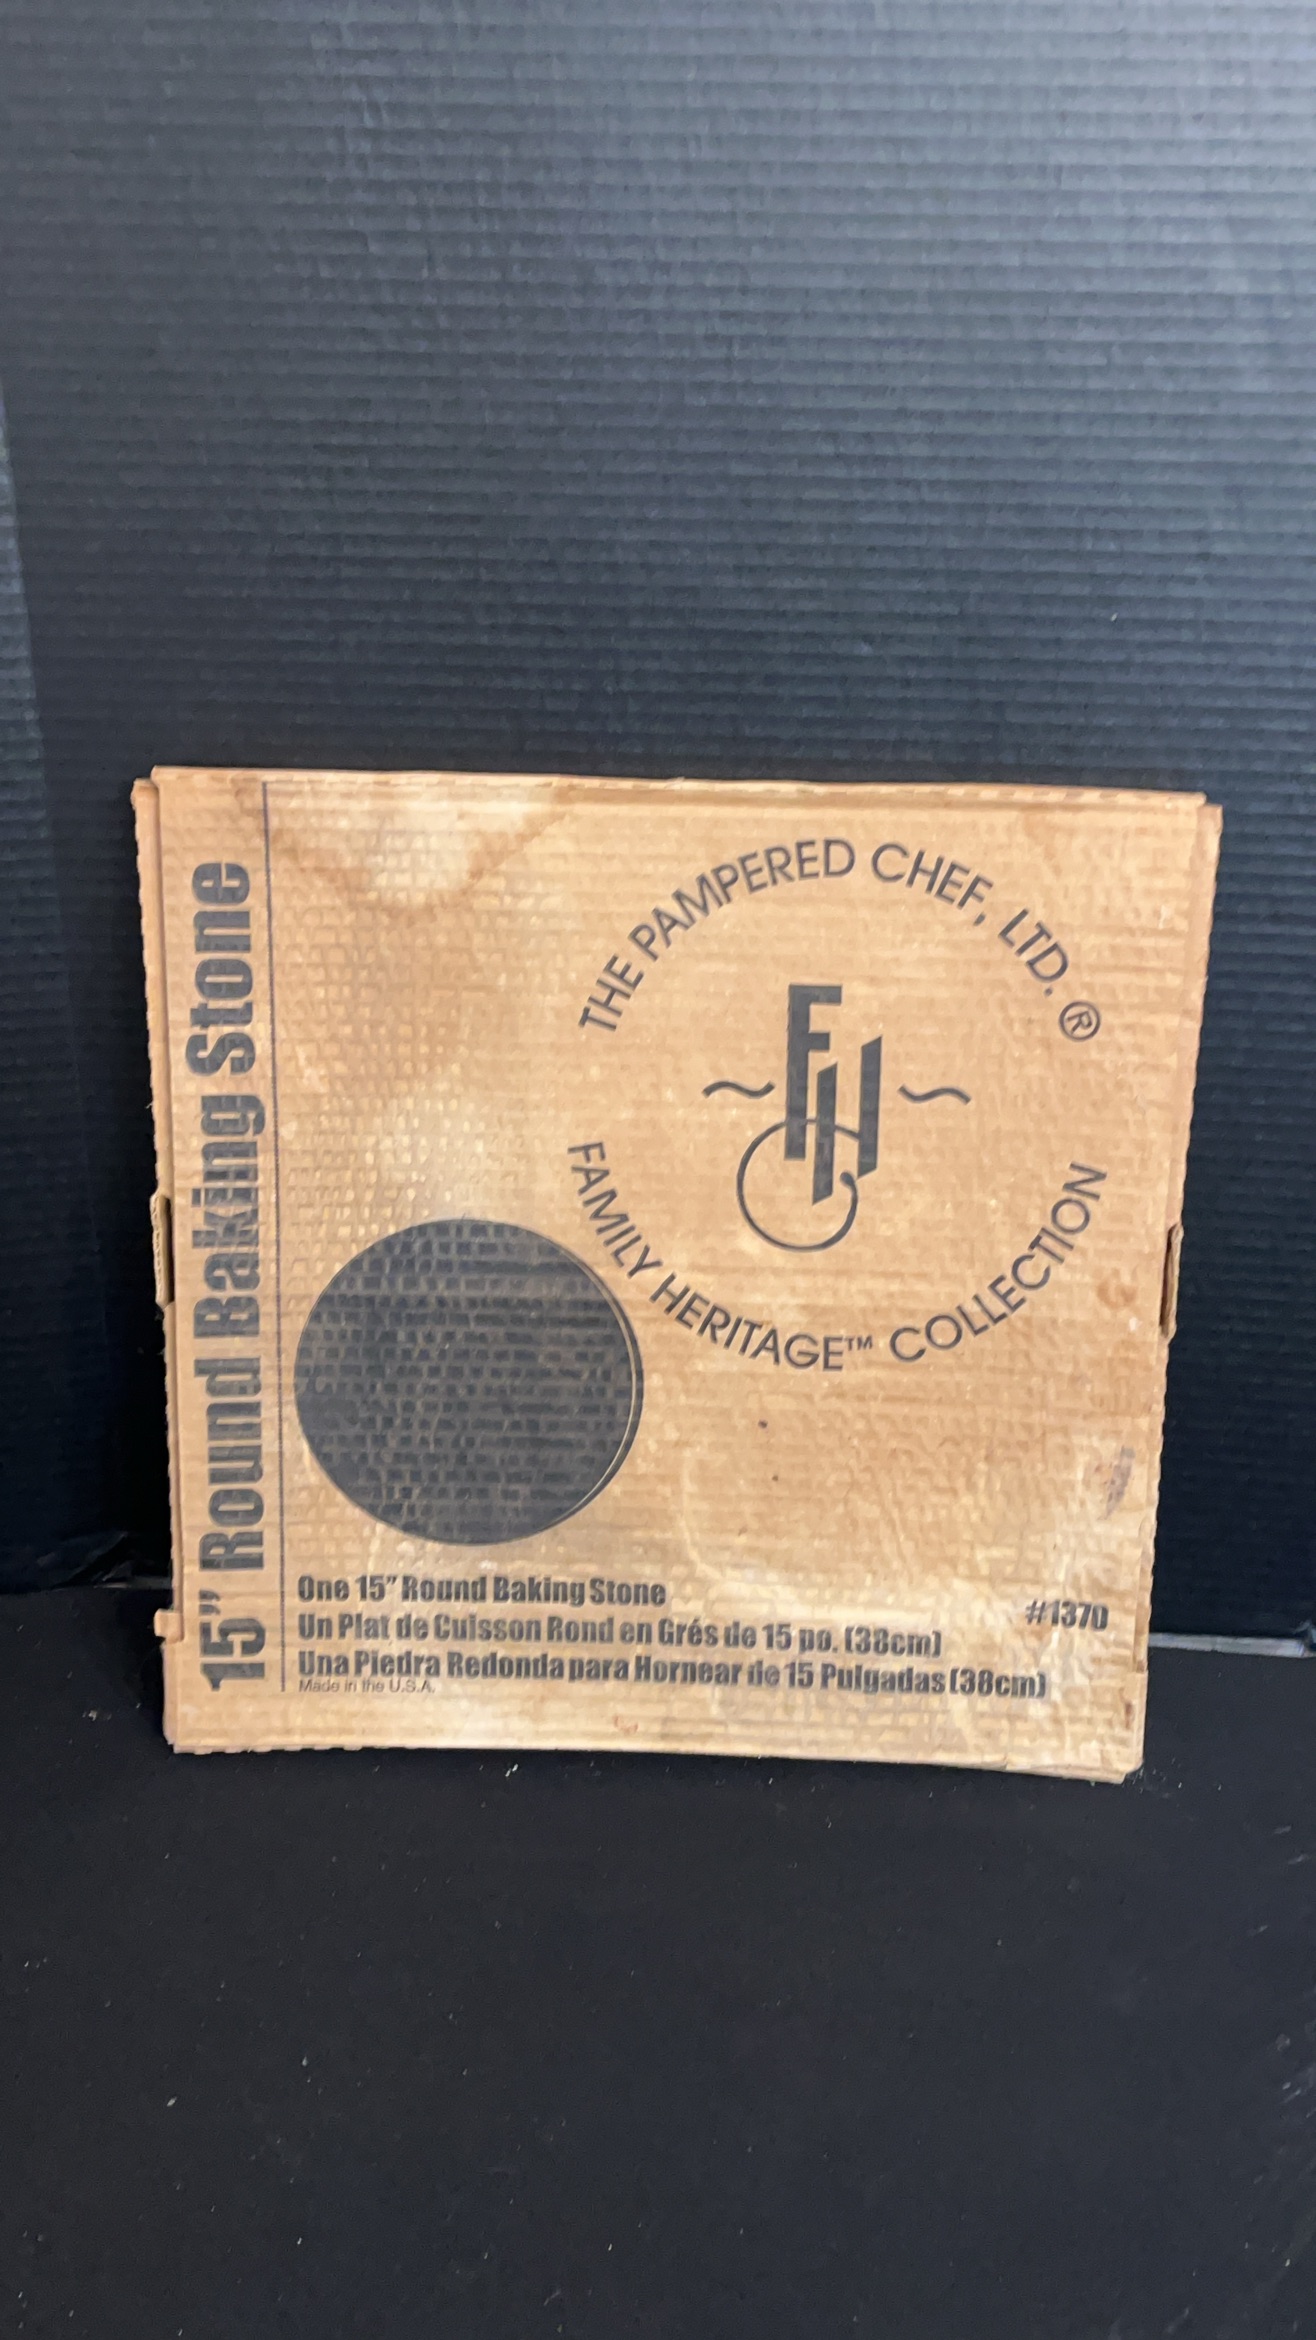 15" Round Baking Stone
THE PAMPERED CHEF, LTD. ®
FH
FAMILY HERITAGE™ COLLECTION
One 15" Round Baking Stone
#1370
Un Plat de Cuisson Rond en Grés de 15 po. (38cm)
Una Piedra Redonda para Hornear de 15 Pulgadas (38cm)
Made in the U.S.A.